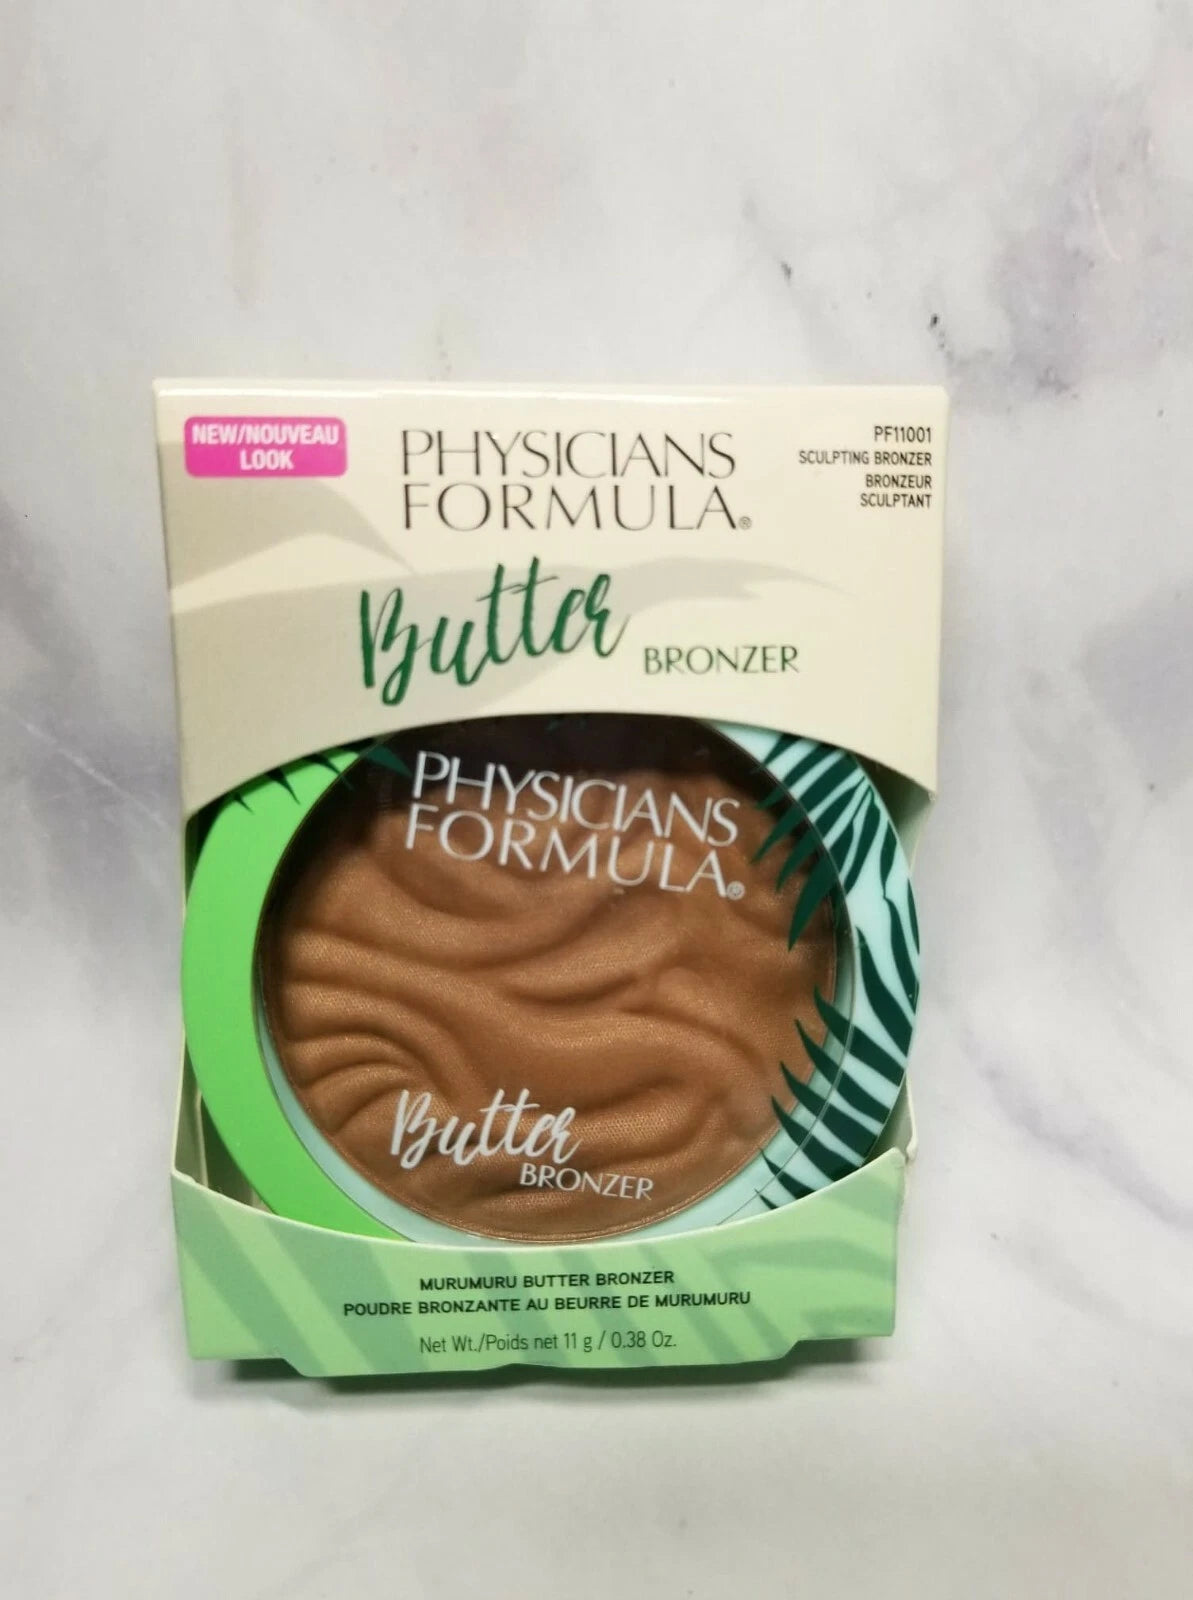 NEW/NOUVEAU
LOOK
PHYSICIANS
FORMULA®
PF11001
SCULPTING BRONZER
BRONZEUR
SCULPTANT
Butter BRONZER
PHYSICIANS
FORMULA®
Butter
BRONZER
MURUMURU BUTTER BRONZER
POUDRE BRONZANTE AU BEURRE DE MURUMURU
Net Wt./Poids net 11 g / 0.38 Oz.